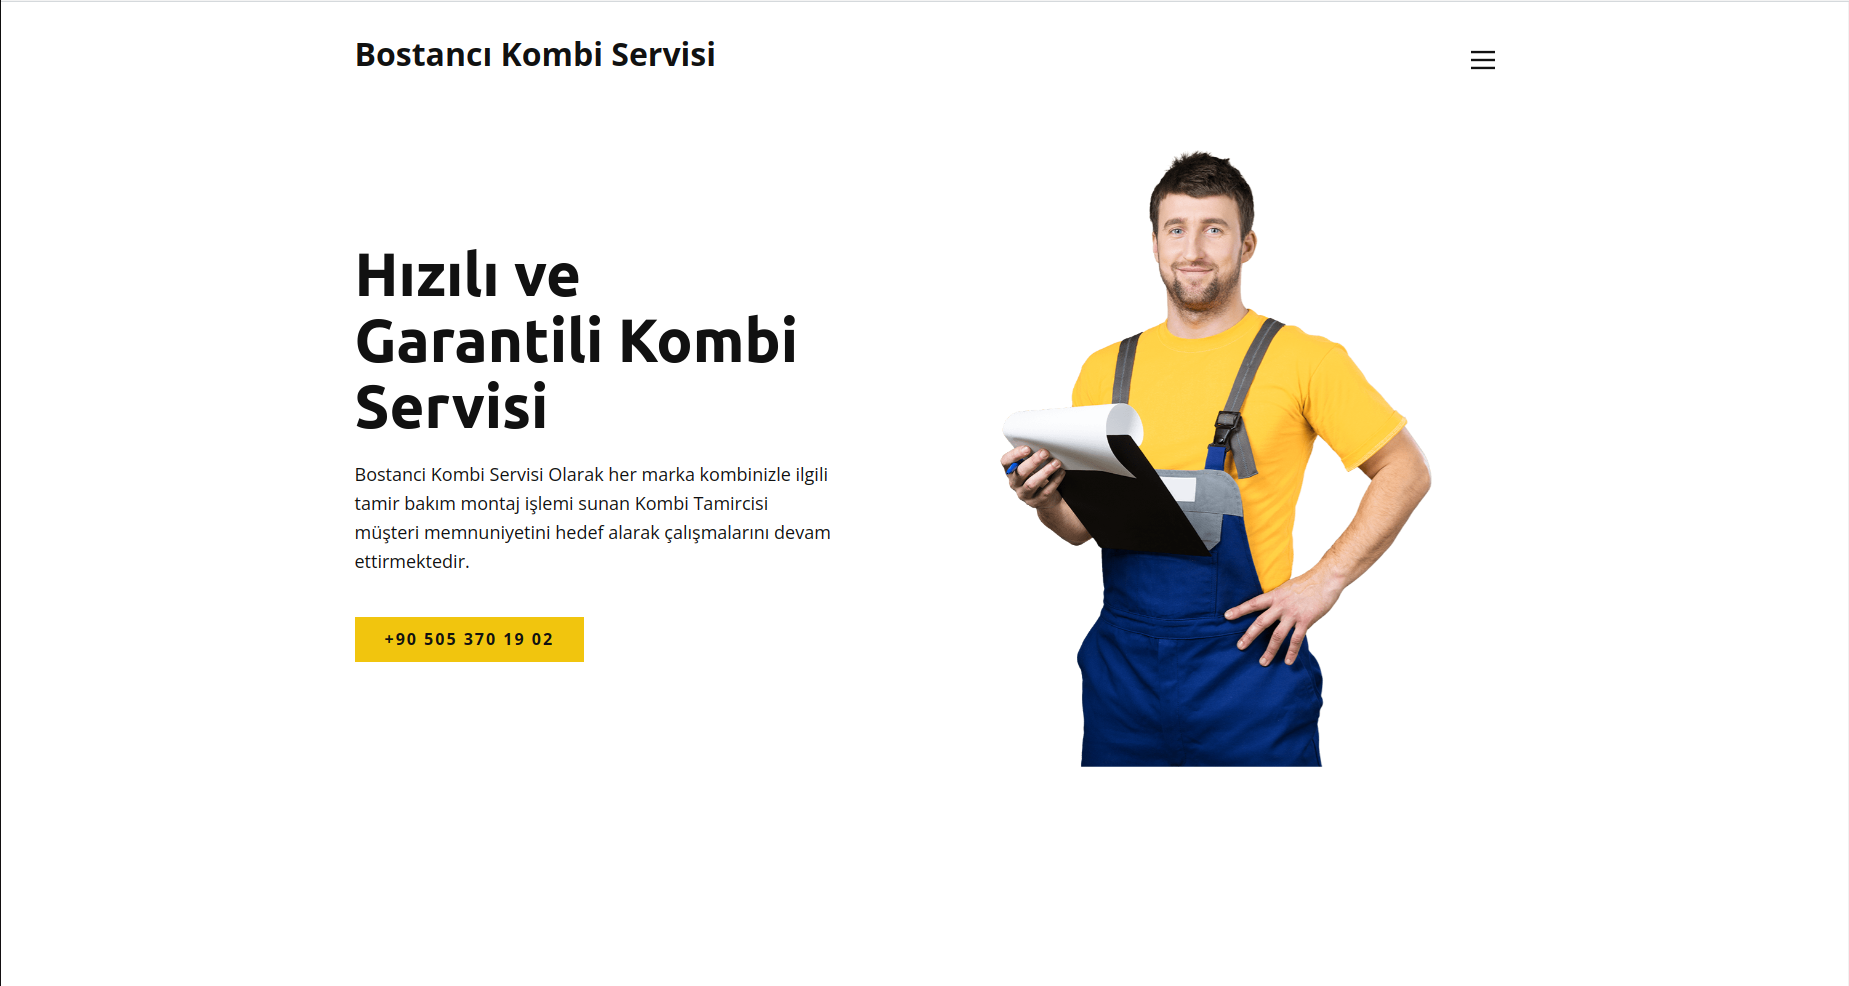 Bostancı Kombi Servisi
Hızılı ve
Garantili Kombi
Servisi
Bostanci Kombi Servisi Olarak her marka kombinizle ilgili
tamir bakım montaj işlemi sunan Kombi Tamircisi
müşteri memnuniyetini hedef alarak çalışmalarını devam
ettirmektedir.
+90 505 370 19 02